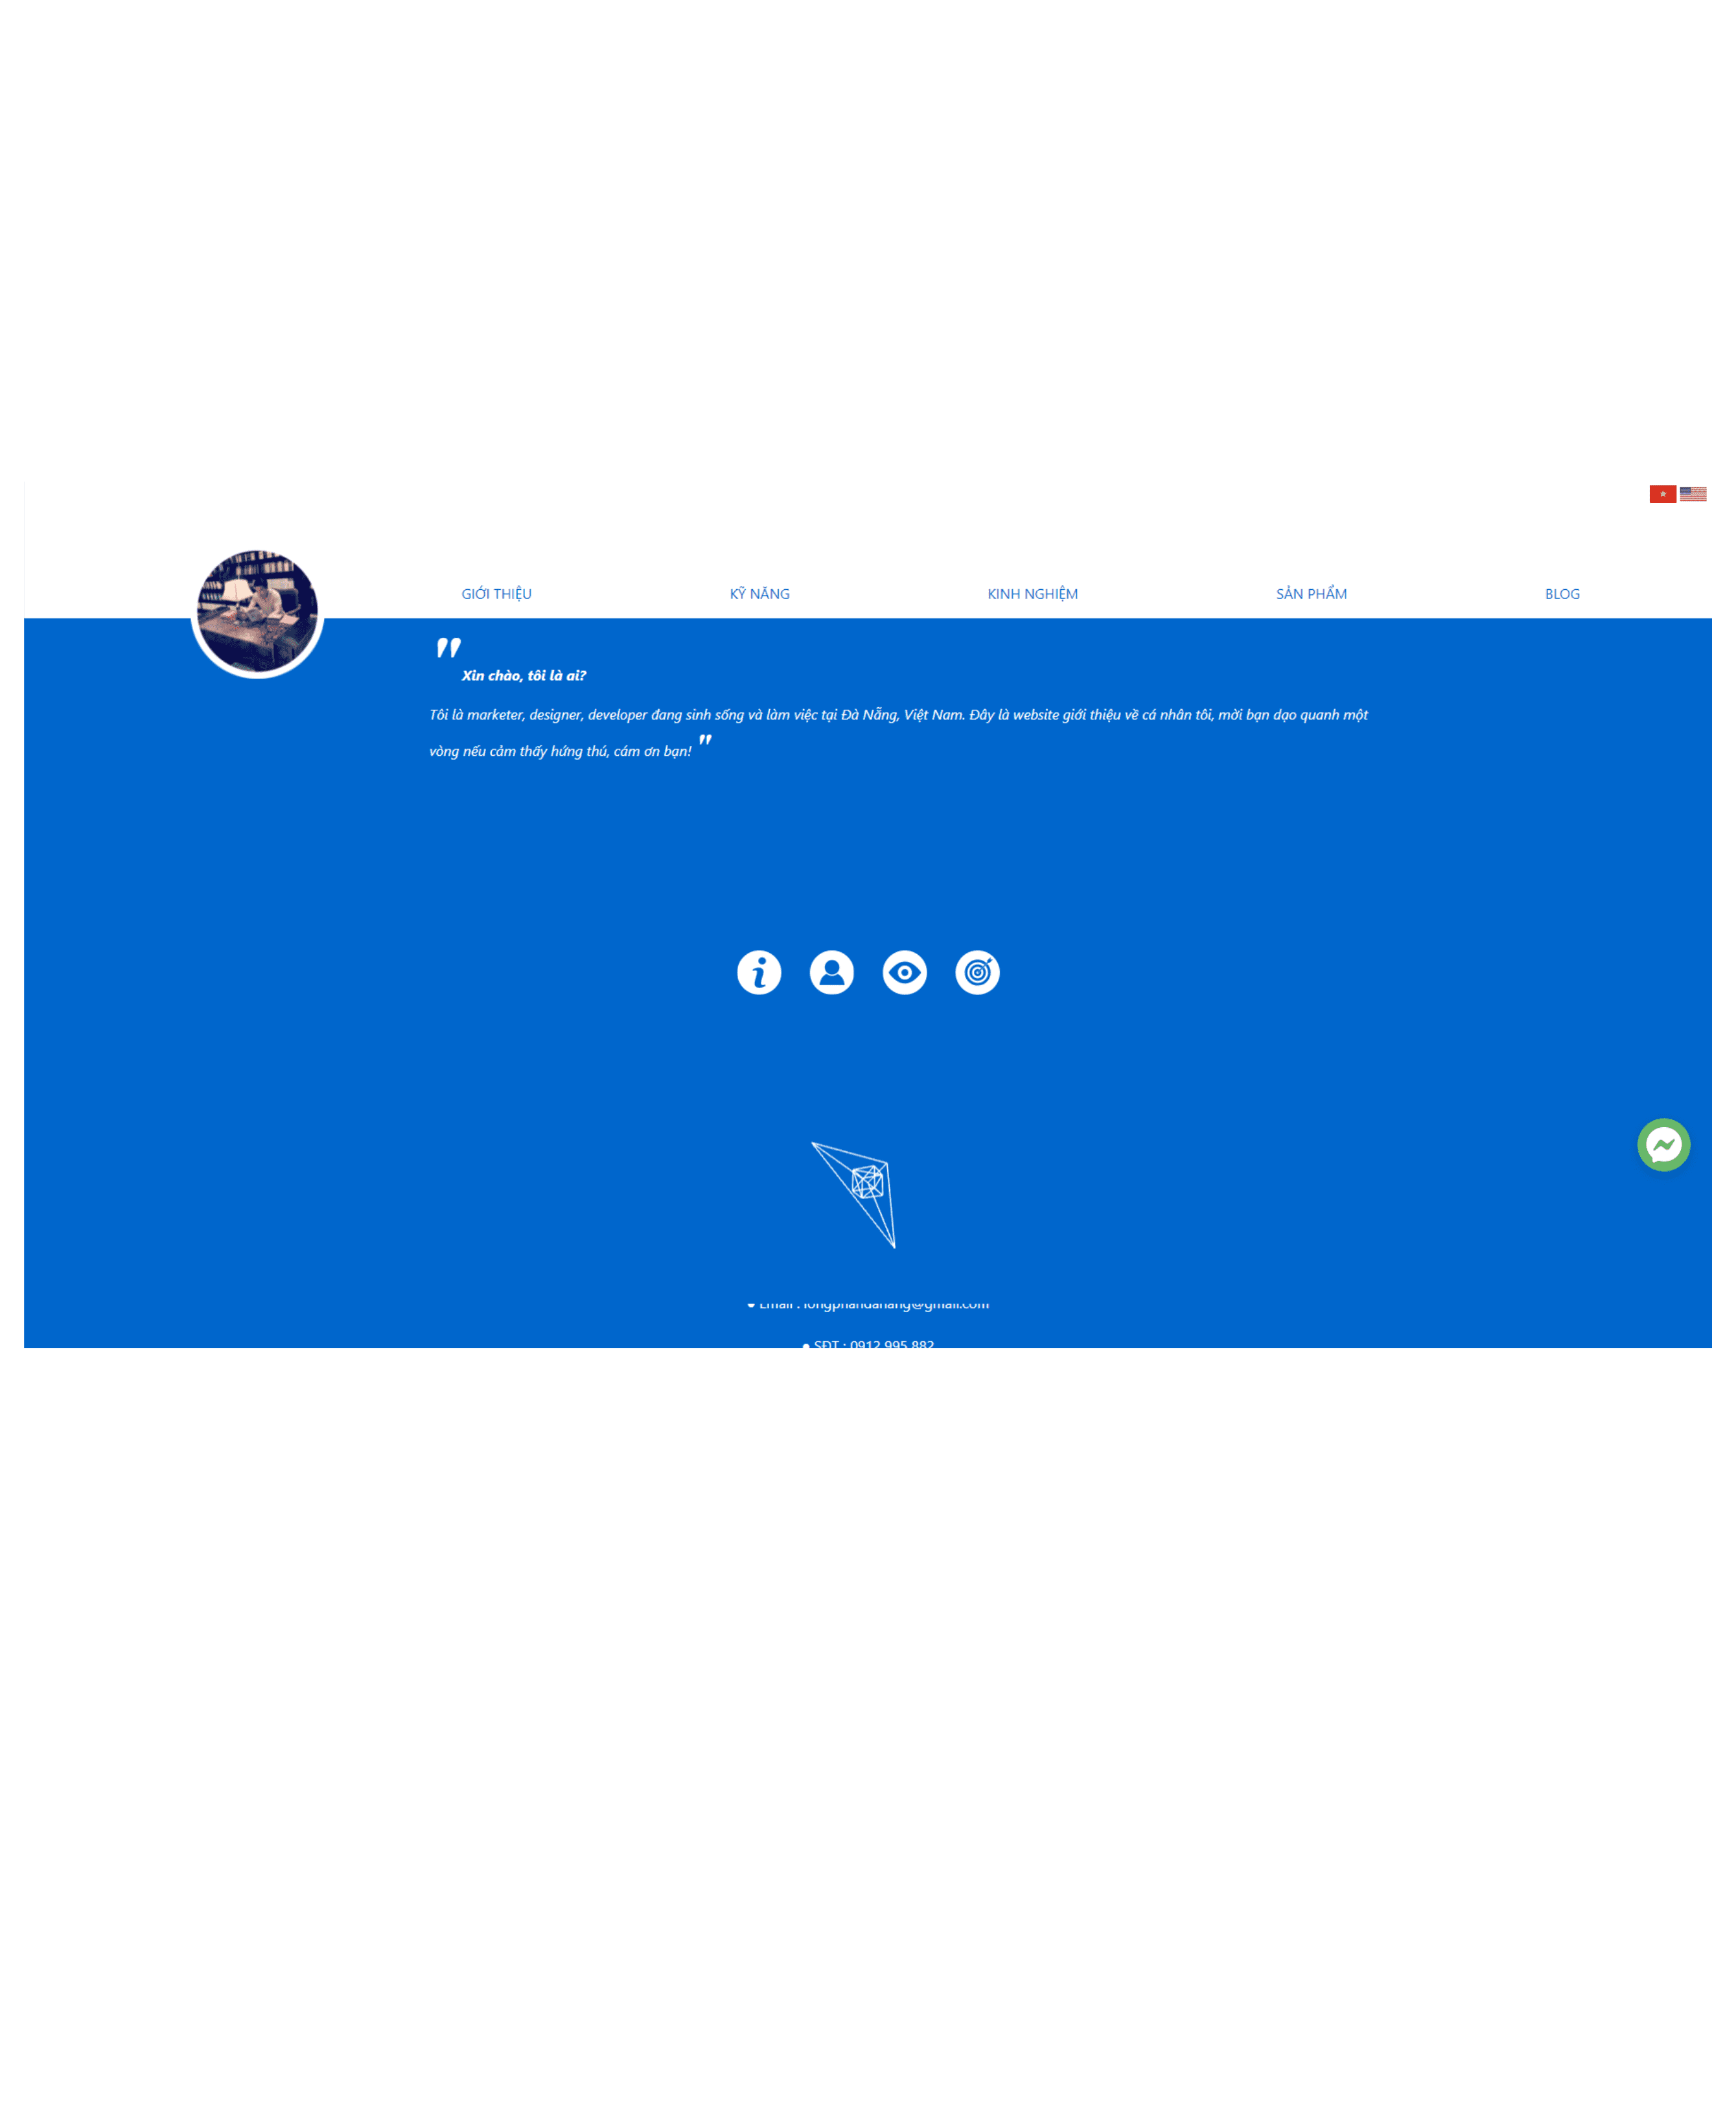 GIỚI THIỆU
KỸ NĂNG
KINH NGHIỆM
SẢN PHẨM
BLOG
"
Xin chào, tôi là ai?
Tôi là marketer, designer, developer đang sinh sống và làm việc tại Đà Nẵng, Việt Nam. Đây là website giới thiệu về cá nhân tôi, mời bạn dạo quanh một
vòng nếu cảm thấy hứng thú, cám ơn bạn! "
• Email : longphandanang@gmail.com
• SĐT : 0912 995 882